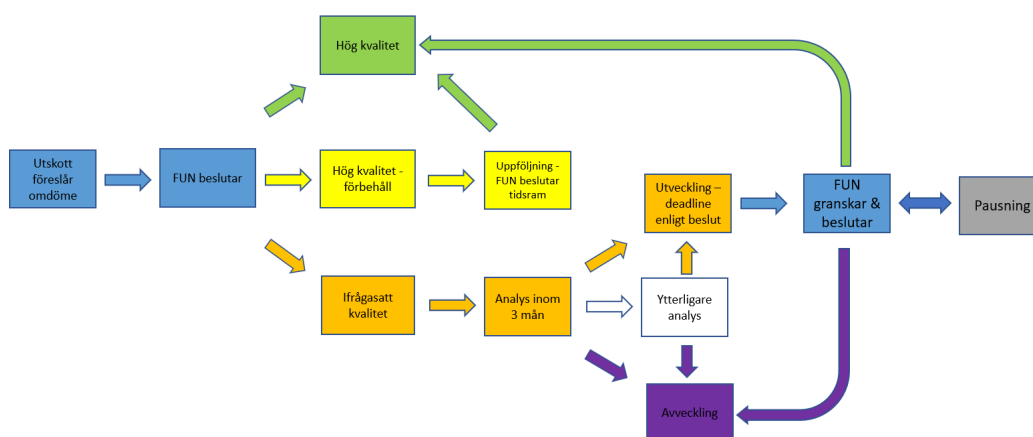 Hög kvalitet
Utskott
föreslår
omdöme
FUN beslutar
Hög kvalitet -
förbehåll
Uppföljning -
FUN beslutar
tidsram
Utveckling –
deadline
enligt beslut
FUN
granskar &
beslutar
Pausning
Ifrågasatt
kvalitet
Analys inom
3 mån
Ytterligare
analys
Avveckling